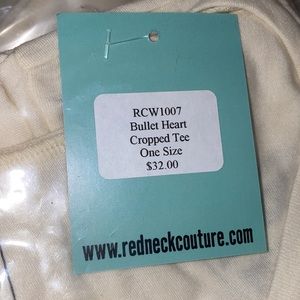 RCW1007
Bullet Heart
Cropped Tee
One Size
$32.00
www.redneckcouture.com